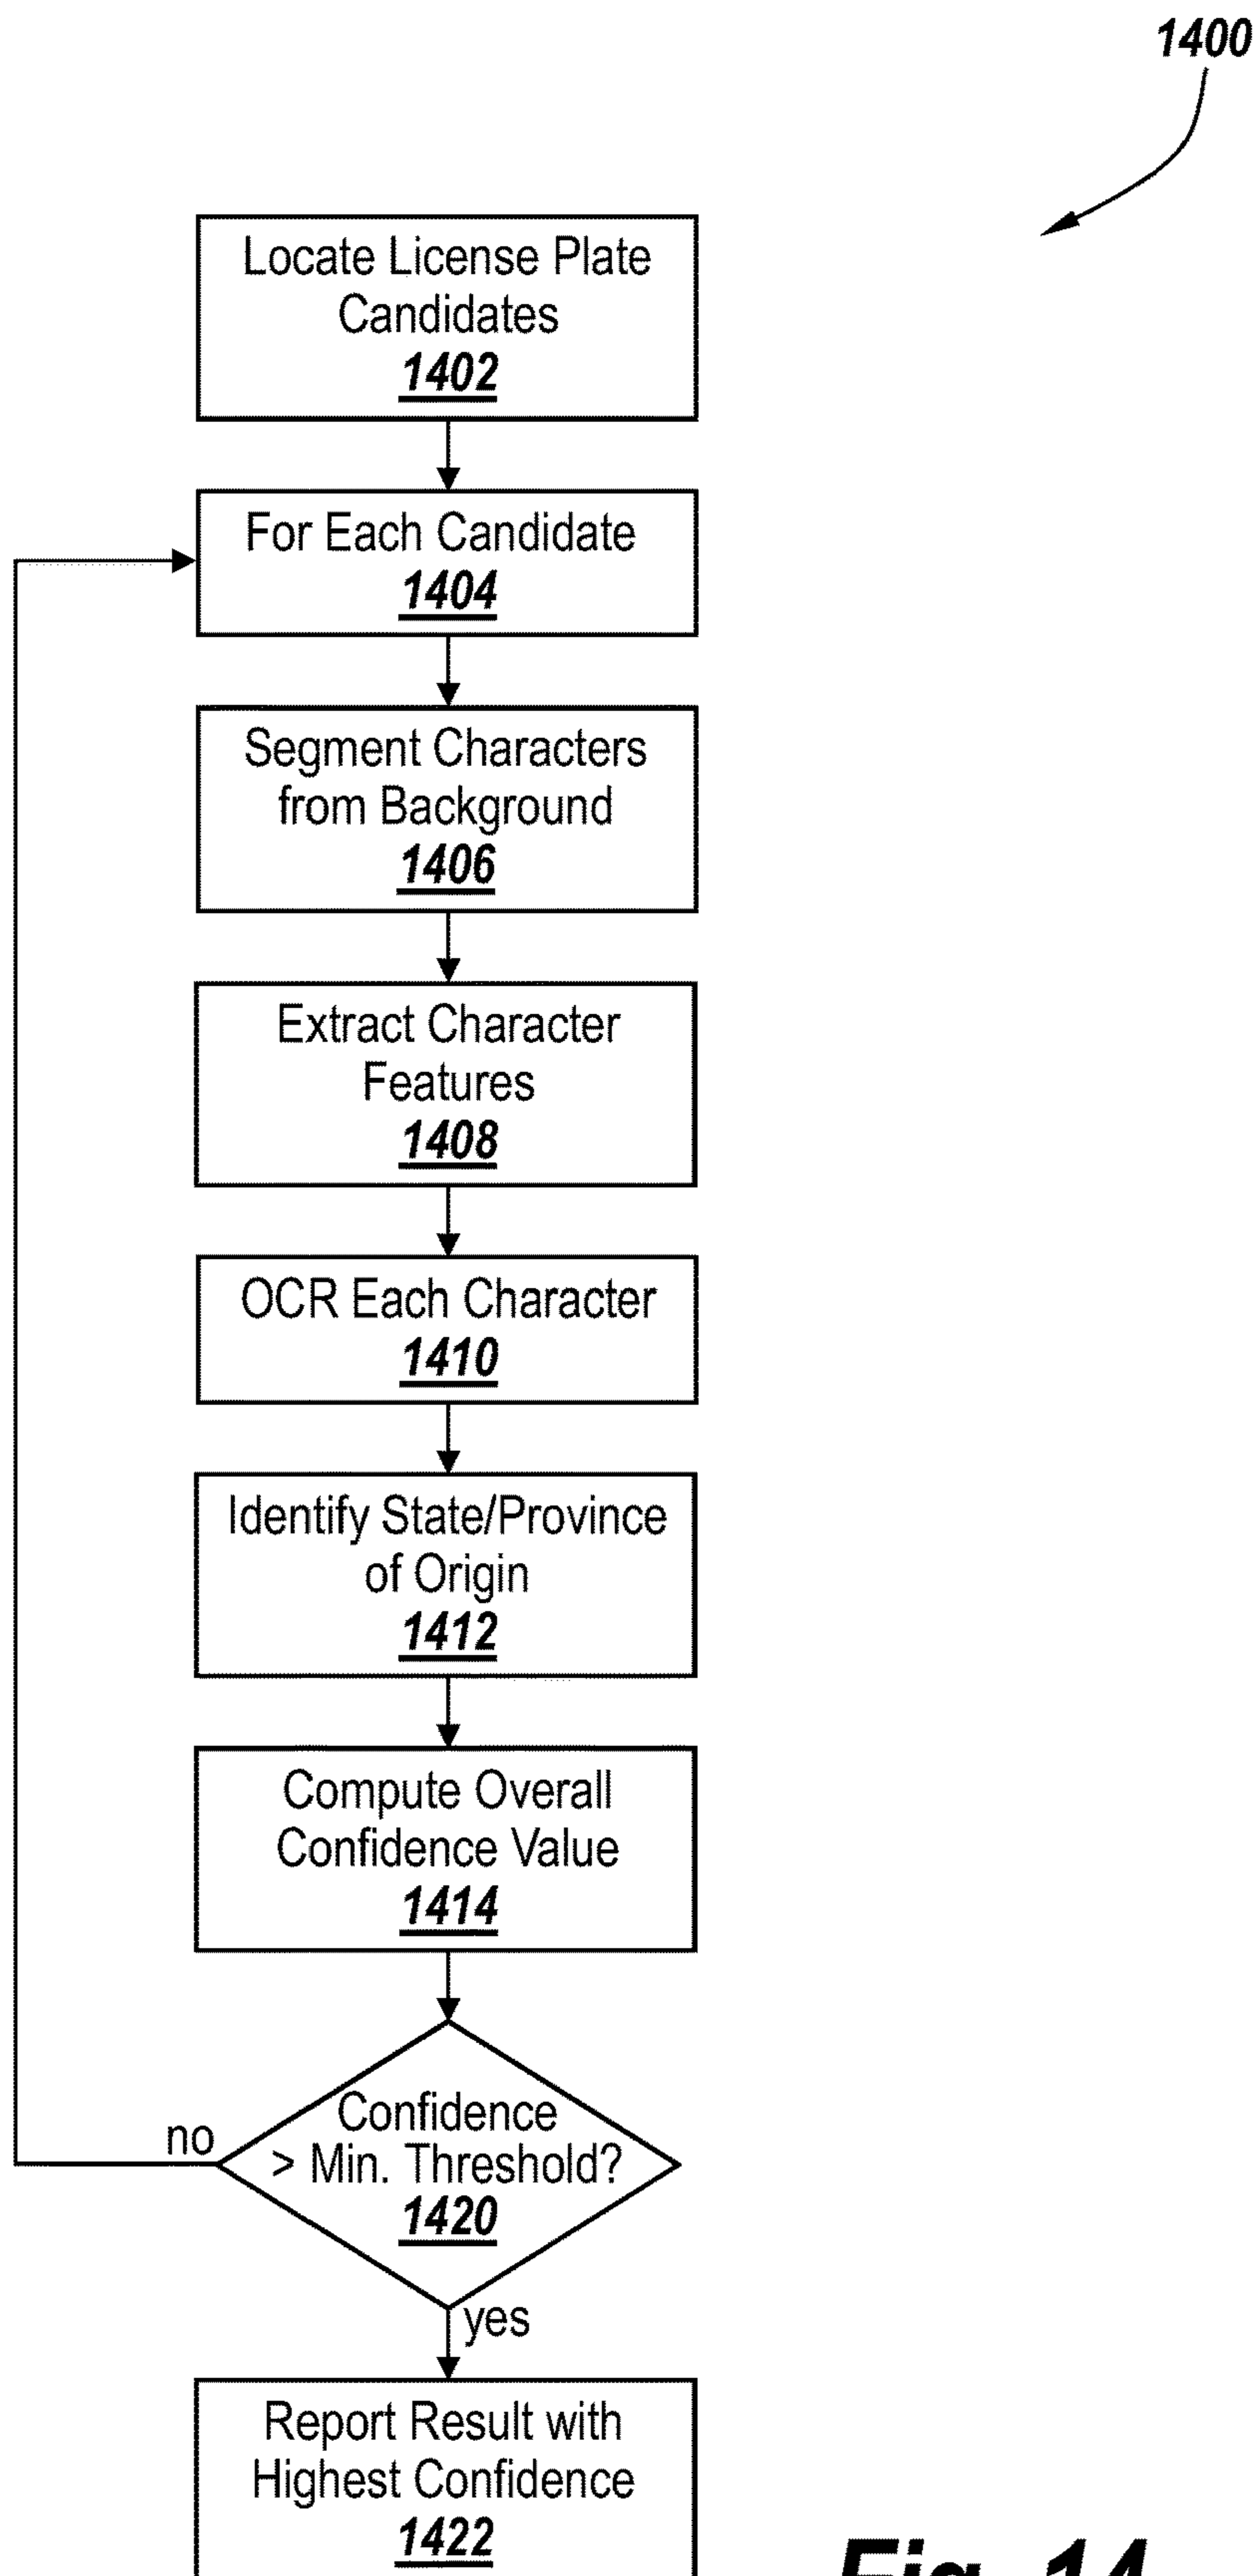 1400
Locate License Plate
Candidates
1402
For Each Candidate
1404
Segment Characters
from Background
1406
Extract Character
Features
1408
OCR Each Character
1410
Identify State/Province
of Origin
1412
Compute Overall
Confidence Value
1414
Confidence
> Min. Threshold?
1420
no
yes
Report Result with
Highest Confidence
1422
Fig. 14